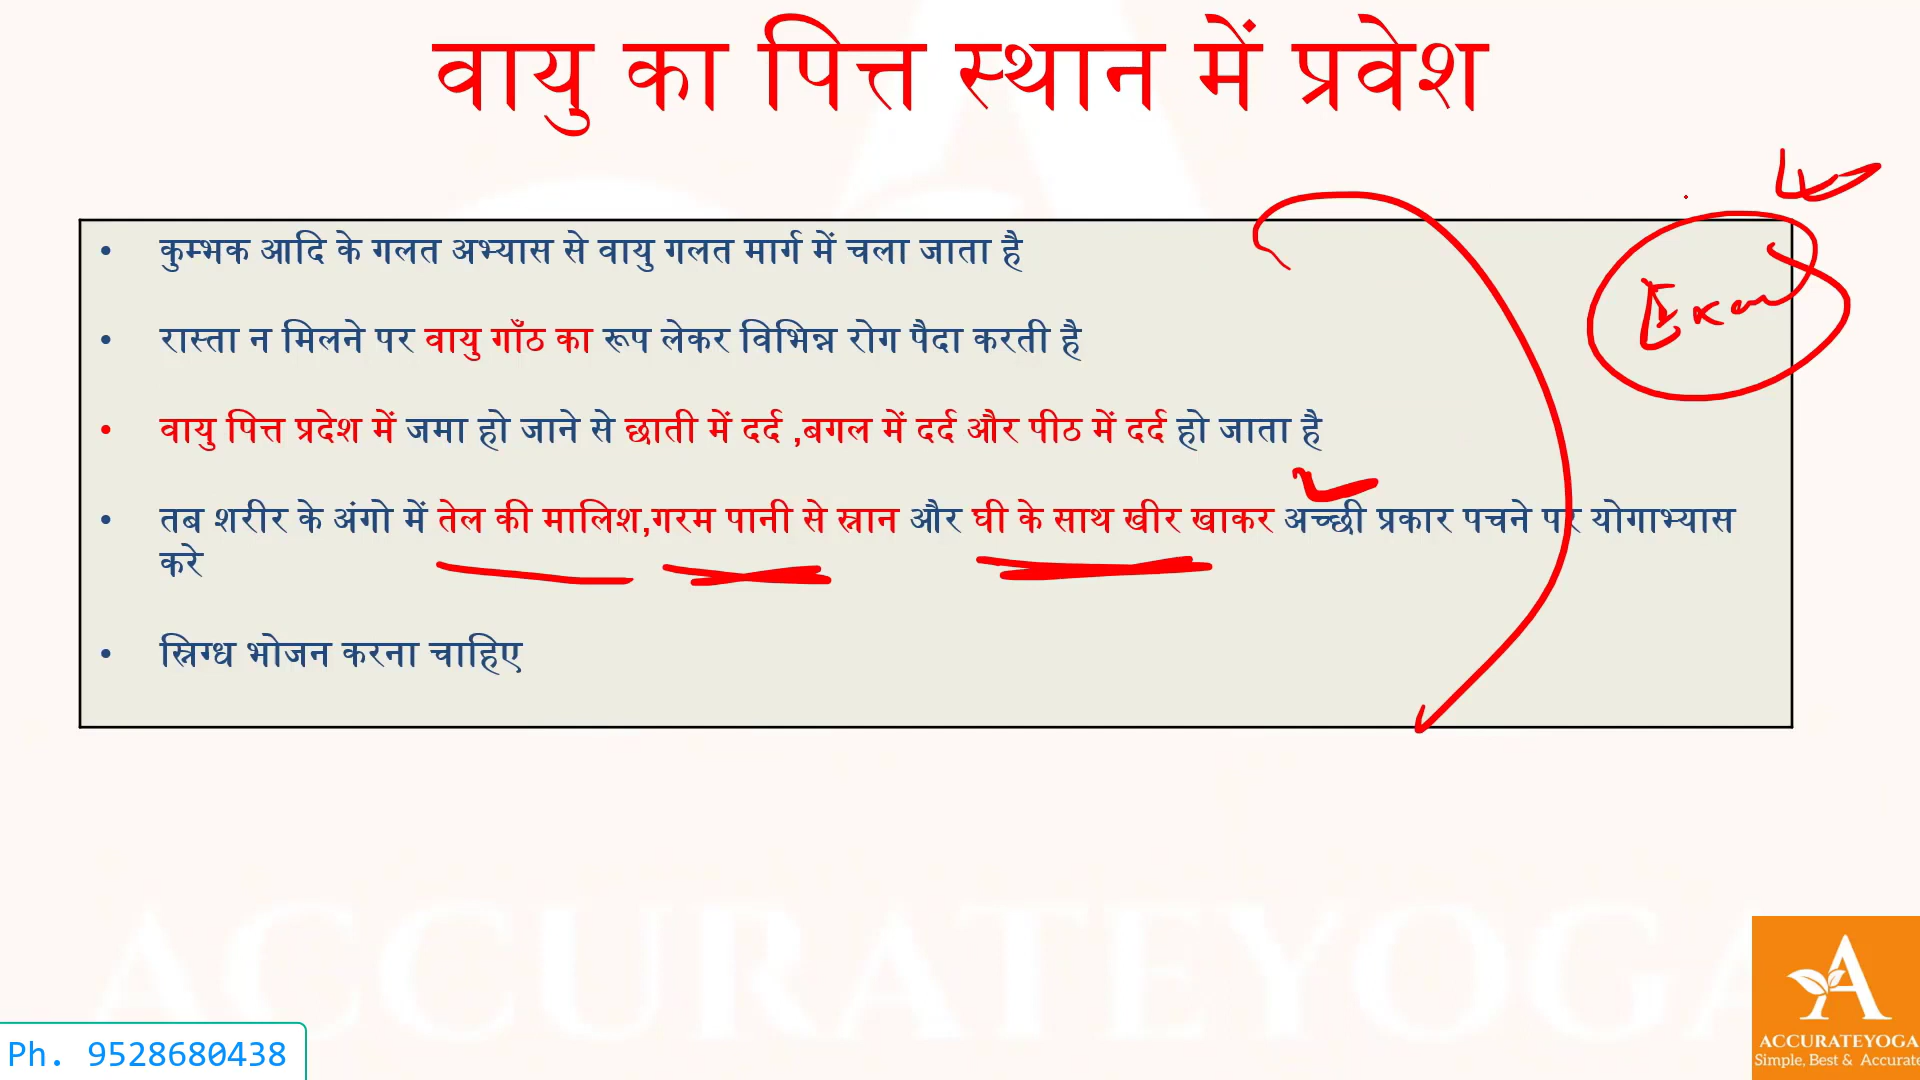 वायु का पित्त स्थान में प्रवेश
• कुम्भक आदि के गलत अभ्यास से वायु गलत मार्ग में चला जाता है
Exam
• रास्ता न मिलने पर वायु गाँठ का रूप लेकर विभिन्न रोग पैदा करती है
• वायु पित्त प्रदेश में जमा हो जाने से छाती में दर्द ,बगल में दर्द और पीठ में दर्द हो जाता है
• तब शरीर के अंगो में तेल की मालिश,गरम पानी से स्नान और घी के साथ खीर खाकर अच्छी प्रकार पचने पर योगाभ्यास
करे
• स्निग्ध भोजन करना चाहिए
ACCURATEYOGA
Ph. 9528680438
ACCURATEYOGA
Simple, Best & Accurate